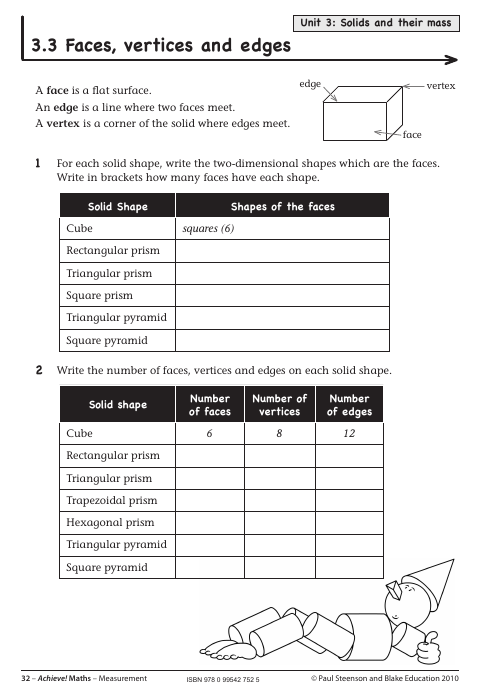 Unit 3: Solids and their mass
3.3 Faces, vertices and edges
A face is a flat surface.
An edge is a line where two faces meet.
A vertex is a corner of the solid where edges meet.
edge
vertex
face
1 For each solid shape, write the two-dimensional shapes which are the faces.
Write in brackets how many faces have each shape.
Solid Shape Shapes of the faces
Cube squares (6)
Rectangular prism
Triangular prism
Square prism
Triangular pyramid
Square pyramid
2 Write the number of faces, vertices and edges on each solid shape.
Solid shape Number of faces Number of vertices Number of edges
Cube 6 8 12
Rectangular prism
Triangular prism
Trapezoidal prism
Hexagonal prism
Triangular pyramid
Square pyramid
32 – Achieve! Maths – Measurement ISBN 978 0 99542 752 5 © Paul Steenson and Blake Education 2010